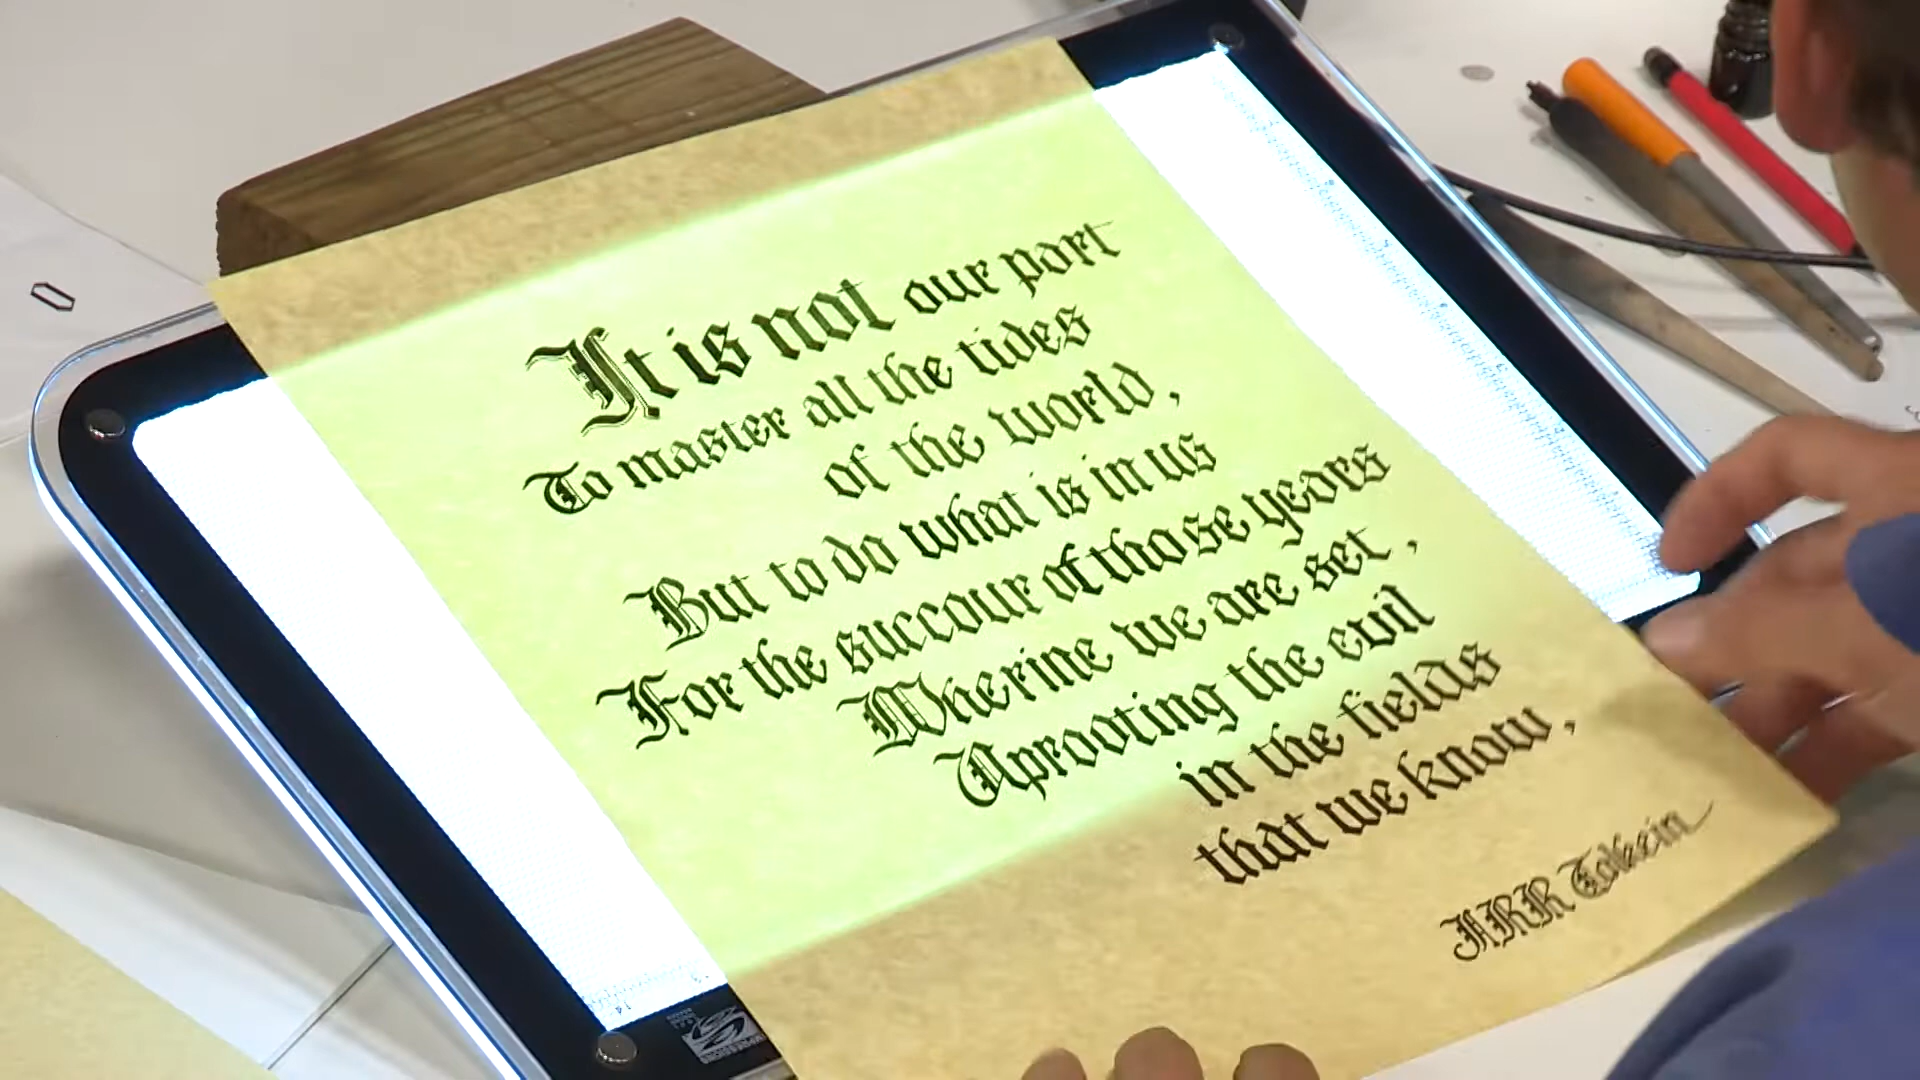 It is not our part
To master all the tides
of the world,
But to do what is in us
For the succour of those years
Wherine we are set,
Uprooting the evil
in the fields
that we know,
JRR Tolkein